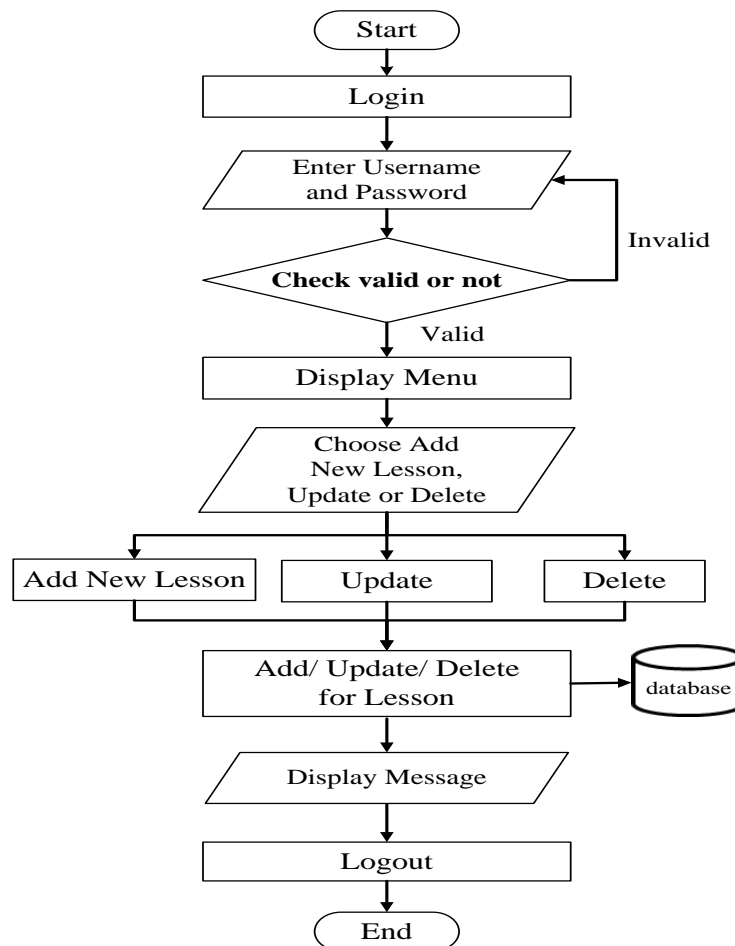 Start
Login
Enter Username
and Password
Invalid
Check valid or not
Valid
Display Menu
Choose Add
New Lesson,
Update or Delete
Add New Lesson
Update
Delete
Add/ Update/ Delete
for Lesson
database
Display Message
Logout
End